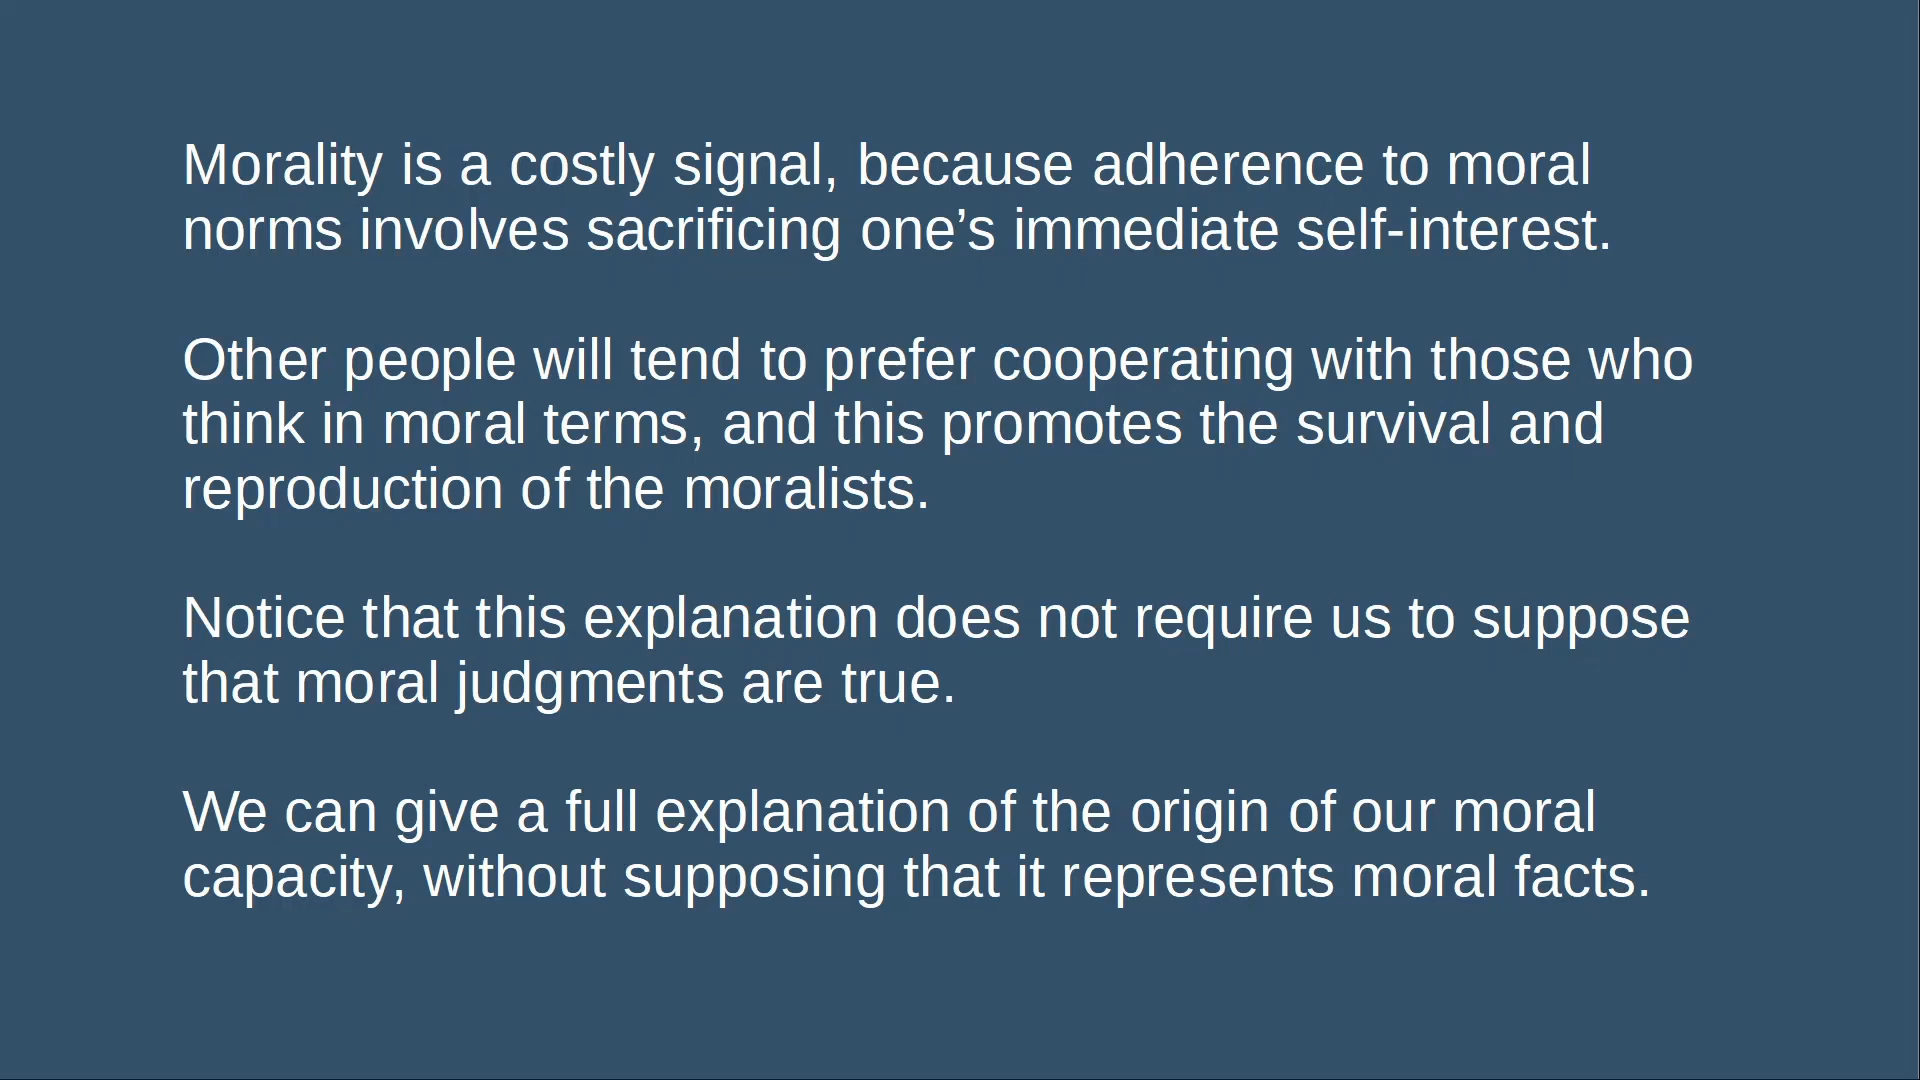 Morality is a costly signal, because adherence to moral
norms involves sacrificing one’s immediate self-interest.
Other people will tend to prefer cooperating with those who
think in moral terms, and this promotes the survival and
reproduction of the moralists.
Notice that this explanation does not require us to suppose
that moral judgments are true.
We can give a full explanation of the origin of our moral
capacity, without supposing that it represents moral facts.